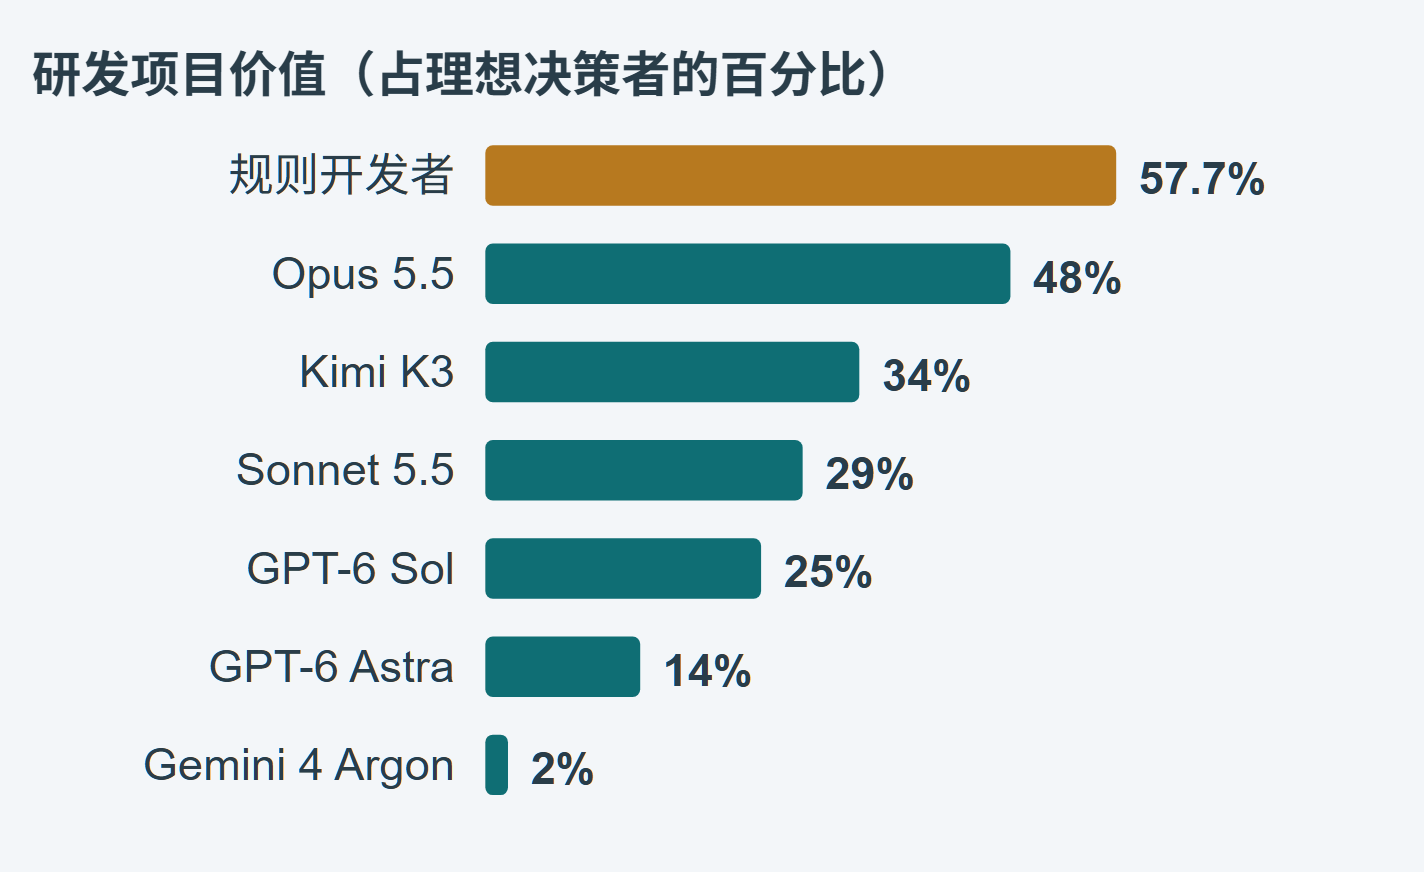 研发项目价值（占理想决策者的百分比）
规则开发者 57.7%
Opus 5.5 48%
Kimi K3 34%
Sonnet 5.5 29%
GPT-6 Sol 25%
GPT-6 Astra 14%
Gemini 4 Argon 2%